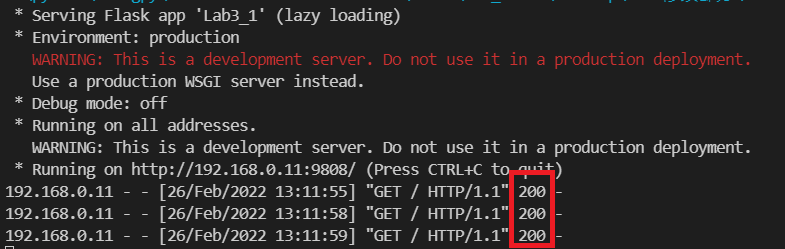 * Serving Flask app 'Lab3_1' (lazy loading)
* Environment: production
WARNING: This is a development server. Do not use it in a production deployment.
Use a production WSGI server instead.
* Debug mode: off
* Running on all addresses.
WARNING: This is a development server. Do not use it in a production deployment.
* Running on http://192.168.0.11:9808/ (Press CTRL+C to quit)
192.168.0.11 - - [26/Feb/2022 13:11:55] "GET / HTTP/1.1" 200 -
192.168.0.11 - - [26/Feb/2022 13:11:58] "GET / HTTP/1.1" 200 -
192.168.0.11 - - [26/Feb/2022 13:11:59] "GET / HTTP/1.1" 200 -